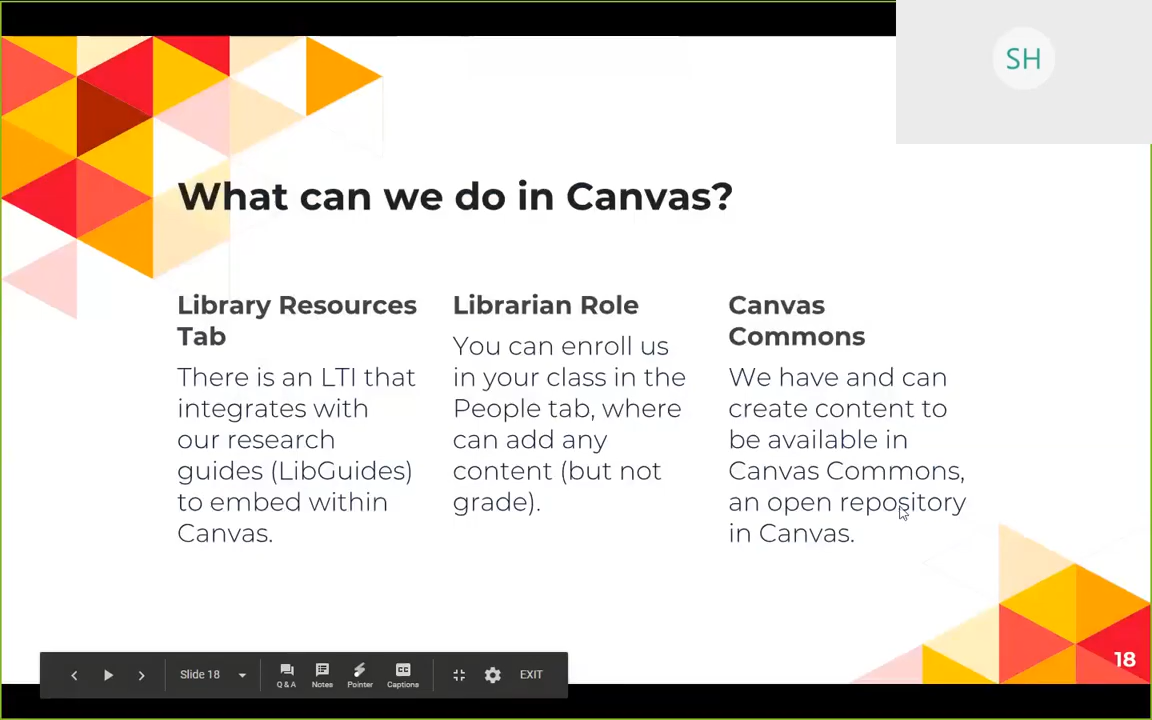 SH
What can we do in Canvas?
Library Resources
Tab
There is an LTI that
integrates with
our research
guides (LibGuides)
to embed within
Canvas.
Librarian Role
You can enroll us
in your class in the
People tab, where
can add any
content (but not
grade).
Canvas
Commons
We have and can
create content to
be available in
Canvas Commons,
an open repository
in Canvas.
18
Slide 18
Q & A
Notes
Pointer
CC
Captions
EXIT